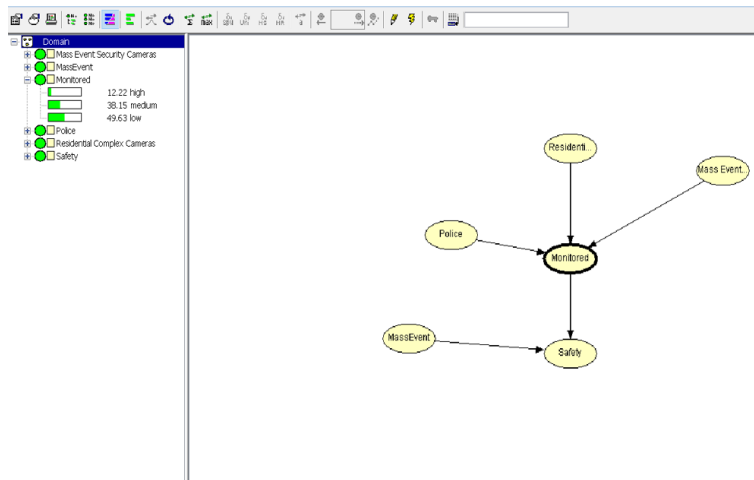 Domain
Mass Event Security Cameras
MassEvent
Monitored
12.22 high
38.15 medium
49.63 low
Police
Residential Complex Cameras
Safety
Residenti...
Mass Event...
Police
Monitored
MassEvent
Safety